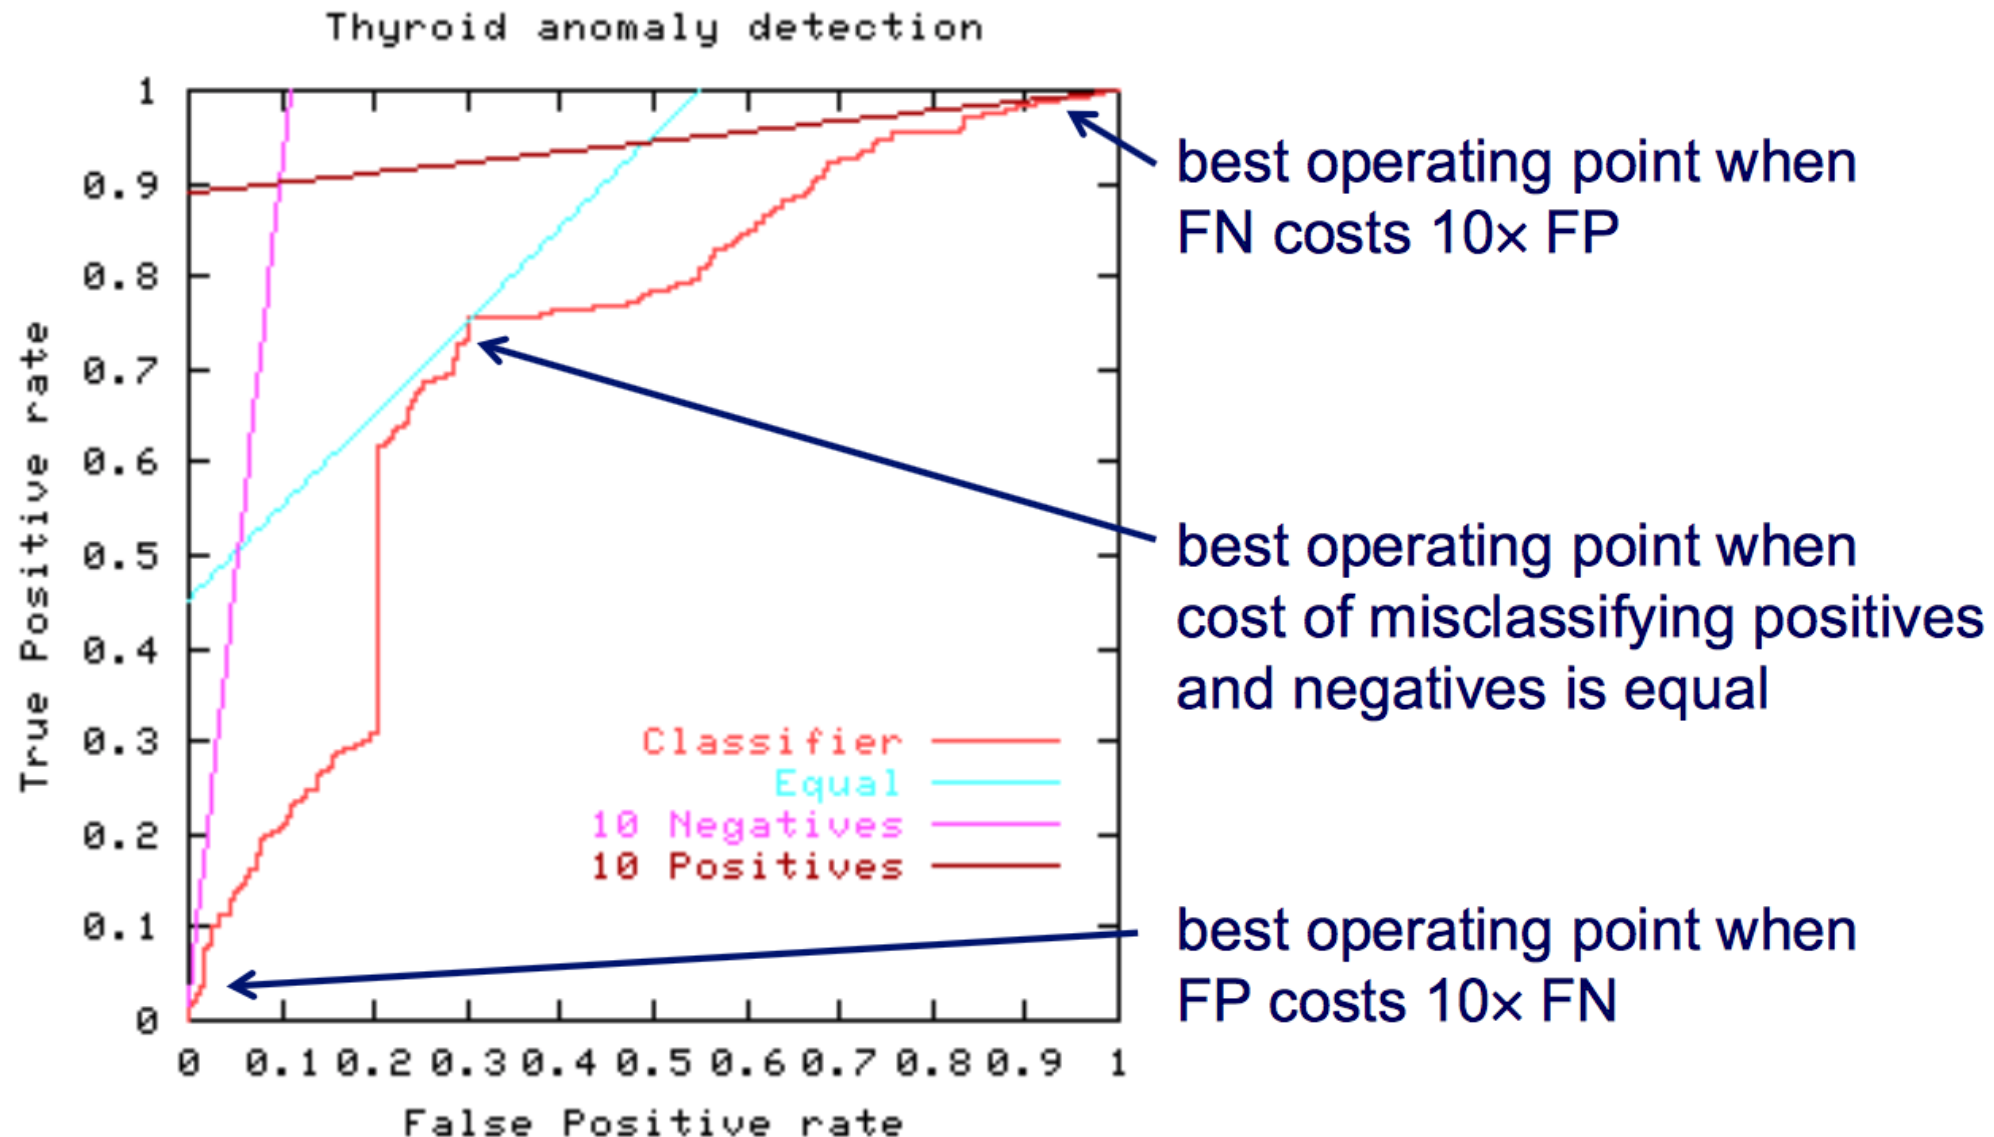 Thyroid anomaly detection
1
0.9
0.8
0.7
0.6
0.5
0.4
0.3
0.2
0.1
0
True Positive rate
0 0.1 0.2 0.3 0.4 0.5 0.6 0.7 0.8 0.9 1
False Positive rate
Classifier
Equal
10 Negatives
10 Positives
best operating point when
FN costs 10× FP
best operating point when
cost of misclassifying positives
and negatives is equal
best operating point when
FP costs 10× FN